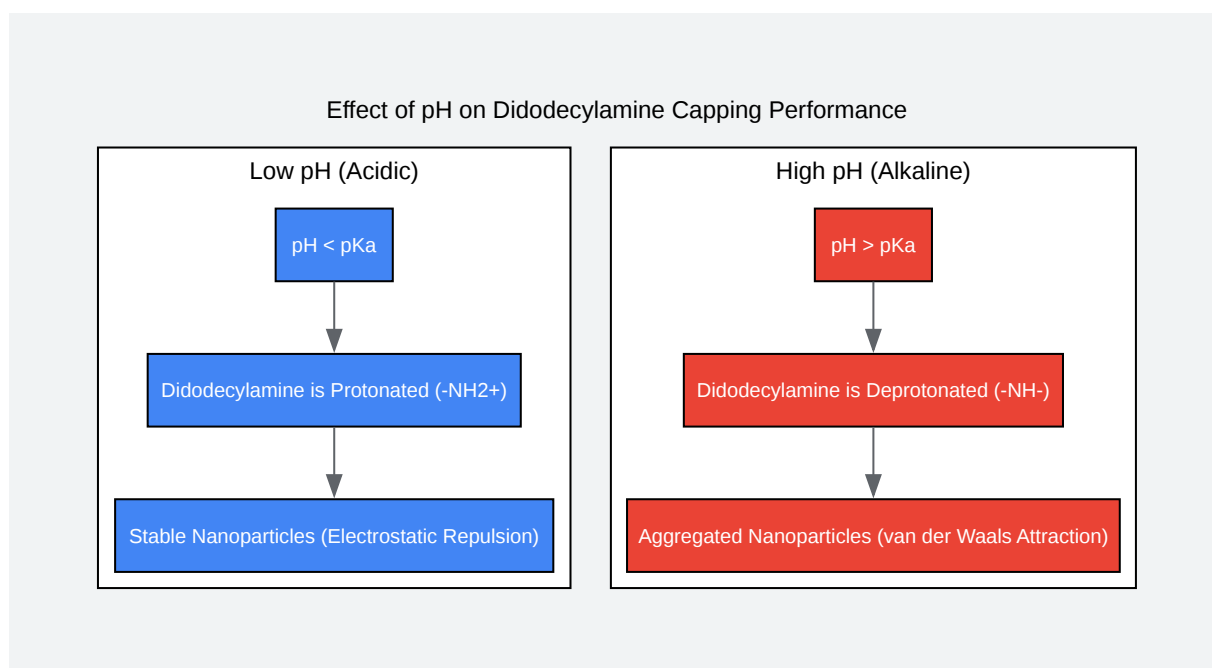 Effect of pH on Didodecylamine Capping Performance
Low pH (Acidic)
pH < pKa
Didodecylamine is Protonated (-NH2+)
Stable Nanoparticles (Electrostatic Repulsion)
High pH (Alkaline)
pH > pKa
Didodecylamine is Deprotonated (-NH-)
Aggregated Nanoparticles (van der Waals Attraction)